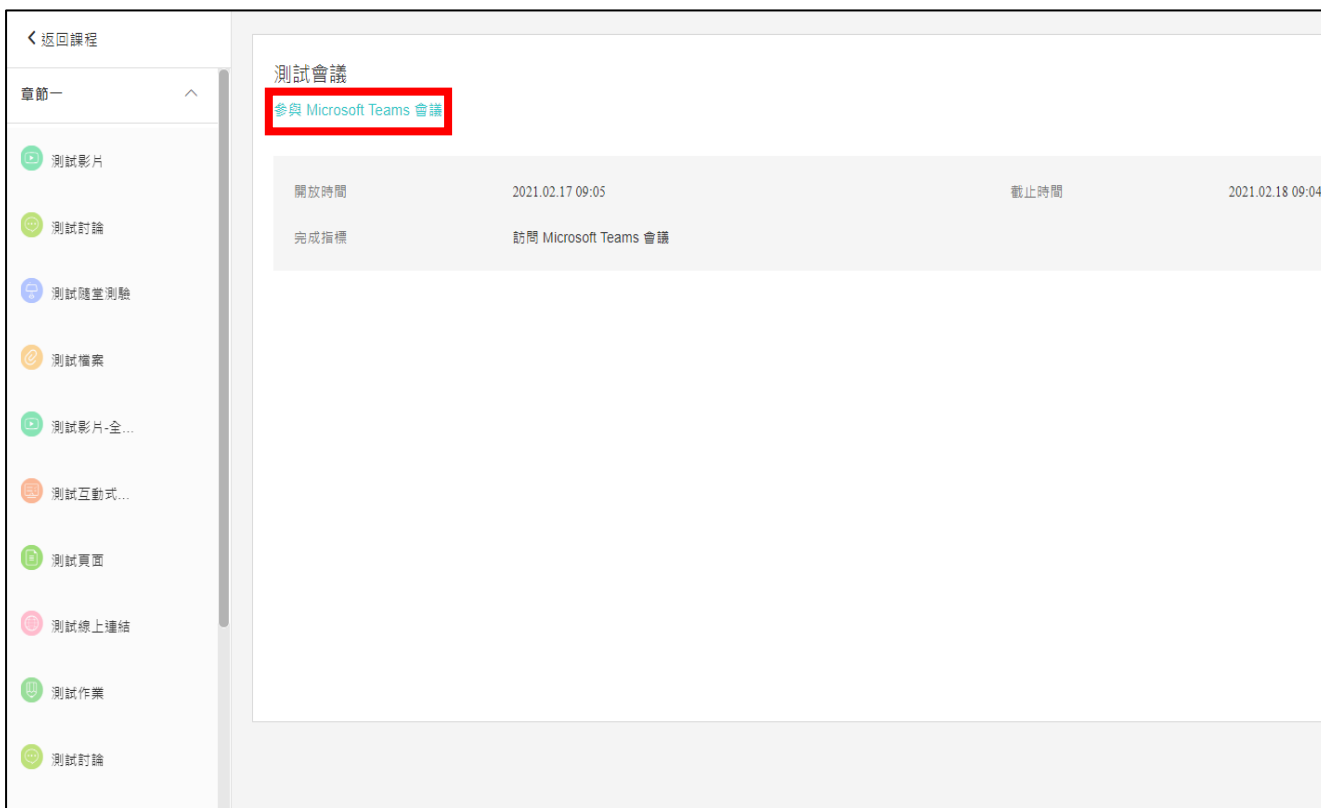 返回課程
章節一
測試影片
測試討論
測試隨堂測驗
測試檔案
測試影片-全...
測試互動式...
測試頁面
測試線上連結
測試作業
測試討論
測試會議
參與 Microsoft Teams 會議
開放時間 2021.02.17 09:05 截止時間 2021.02.18 09:04
完成指標 訪問 Microsoft Teams 會議